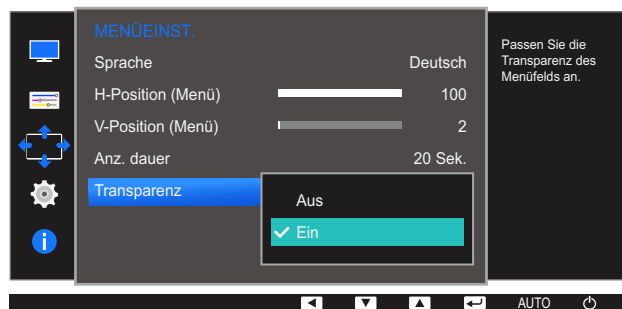 MENÜEINST.
Sprache Deutsch
H-Position (Menü) 100
V-Position (Menü) 2
Anz. dauer 20 Sek.
Transparenz
Aus
Ein
Passen Sie die
Transparenz des
Menüfelds an.
AUTO